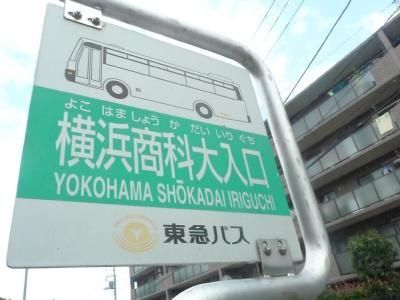 よこ はま しょう か だい いり ぐち
横浜商科大入口
YOKOHAMA SHŌKADAI IRIGUCHI
東急バス